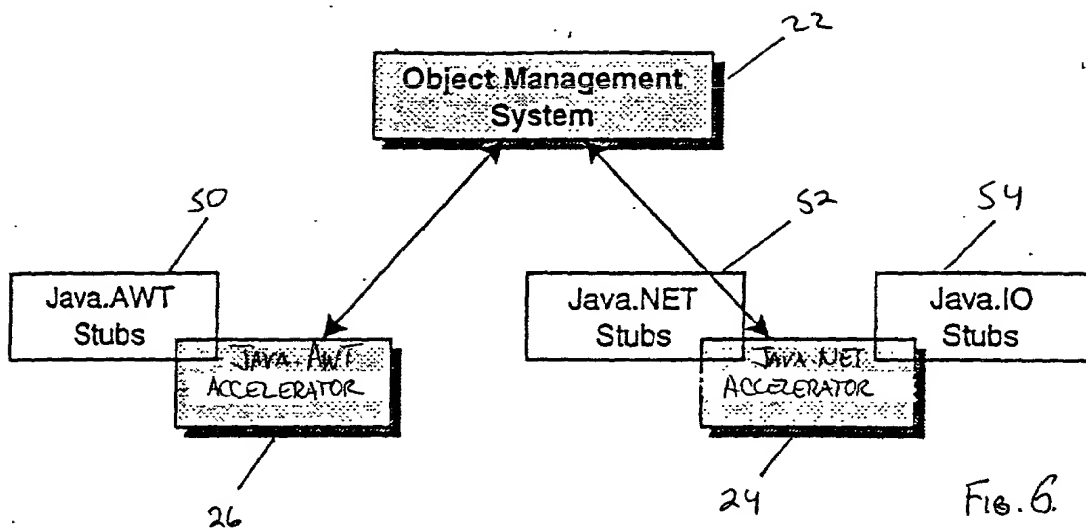 22
Object Management
System
50
52
54
Java.AWT
Stubs
Java.NET
Stubs
Java.IO
Stubs
JAVA.AWT
ACCELERATOR
JAVA.NET
ACCELERATOR
26
24
FIG. 6.